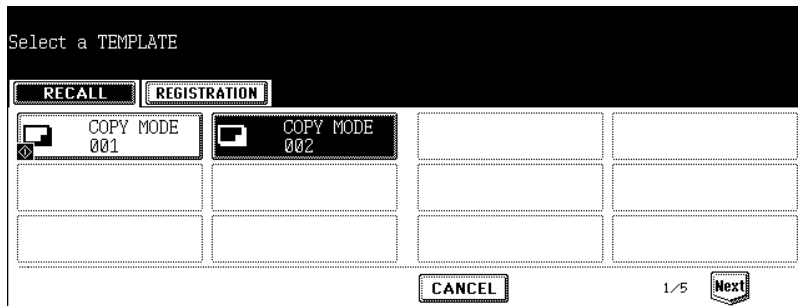 Select a TEMPLATE
RECALL REGISTRATION
COPY MODE COPY MODE
001 002
CANCEL 1/5 Next